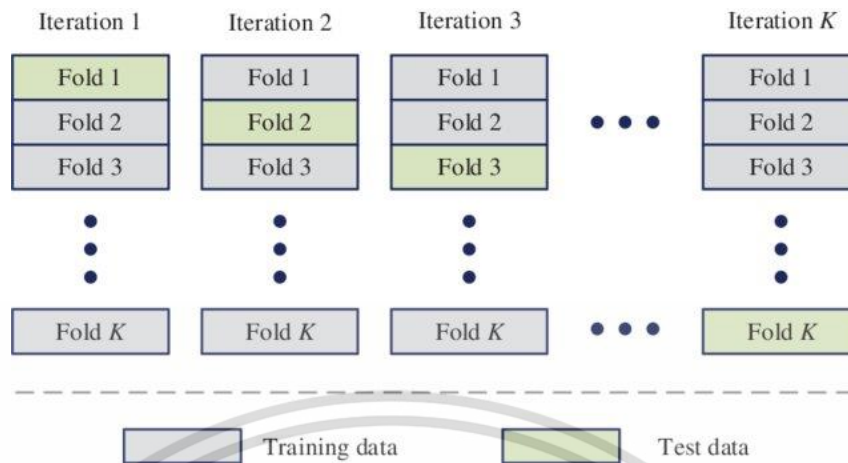 Iteration 1 Iteration 2 Iteration 3 Iteration K
Fold 1 Fold 1 Fold 1 Fold 1
Fold 2 Fold 2 Fold 2 Fold 2
Fold 3 Fold 3 Fold 3 Fold 3
Fold K Fold K Fold K Fold K
Training data Test data